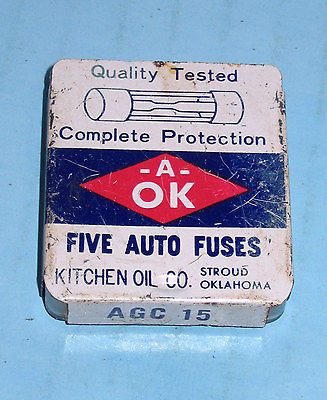 Quality Tested
Complete Protection
-A-
OK
FIVE AUTO FUSES
KITCHEN OIL CO. STROUD OKLAHOMA
AGC 15